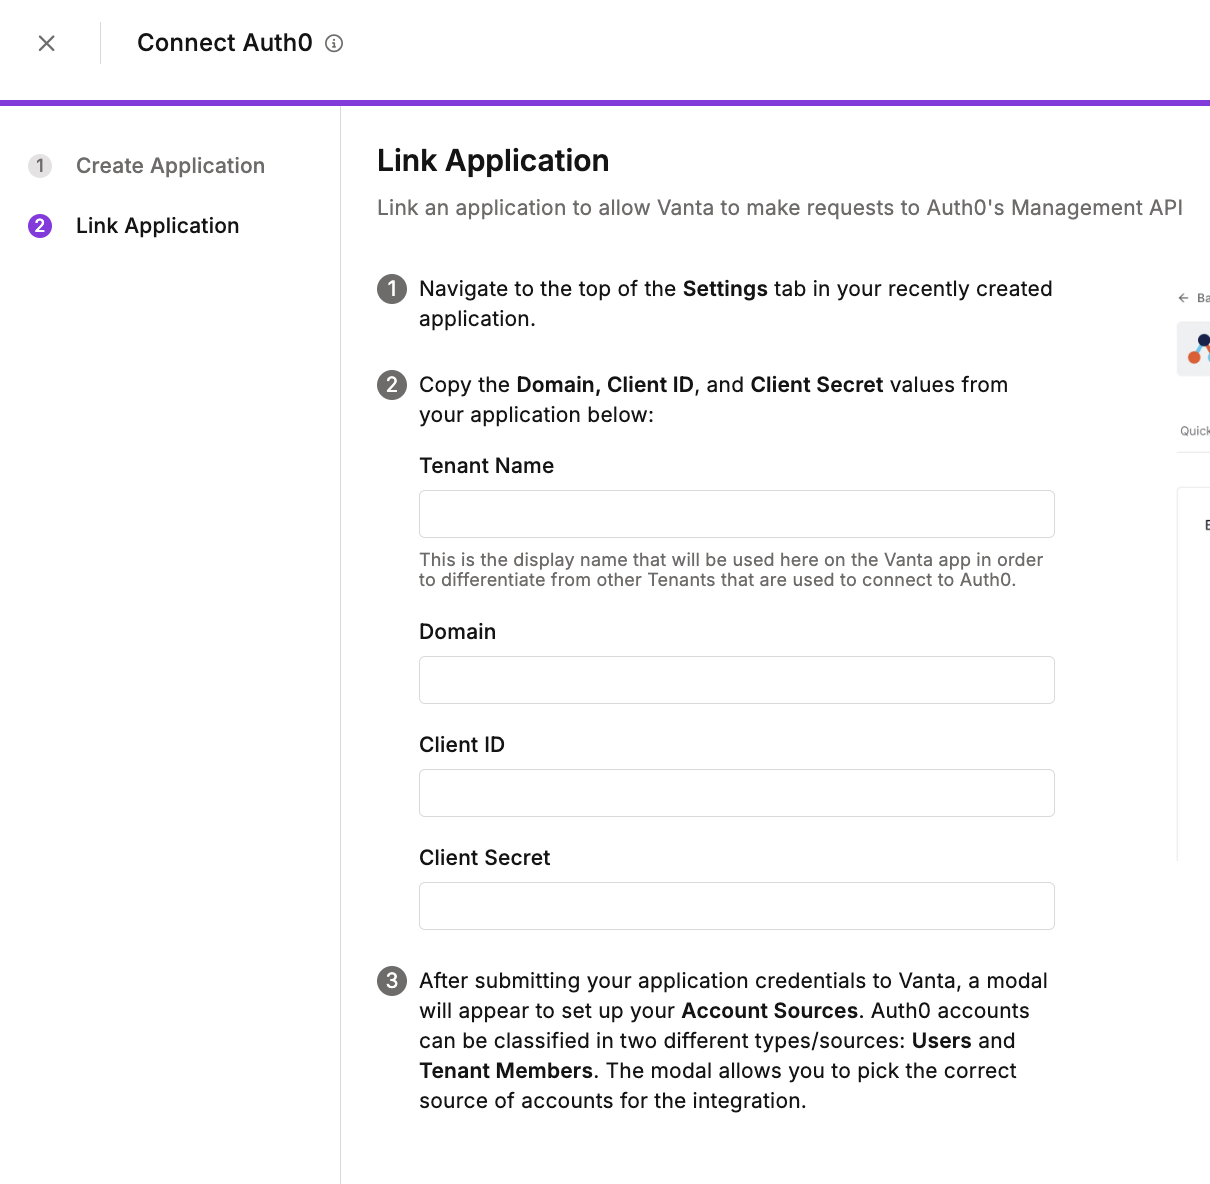 Connect Auth0
1 Create Application
2 Link Application
Link Application
Link an application to allow Vanta to make requests to Auth0's Management API
1 Navigate to the top of the Settings tab in your recently created
application.
2 Copy the Domain, Client ID, and Client Secret values from
your application below:
Tenant Name
This is the display name that will be used here on the Vanta app in order
to differentiate from other Tenants that are used to connect to Auth0.
Domain
Client ID
Client Secret
3 After submitting your application credentials to Vanta, a modal
will appear to set up your Account Sources. Auth0 accounts
can be classified in two different types/sources: Users and
Tenant Members. The modal allows you to pick the correct
source of accounts for the integration.